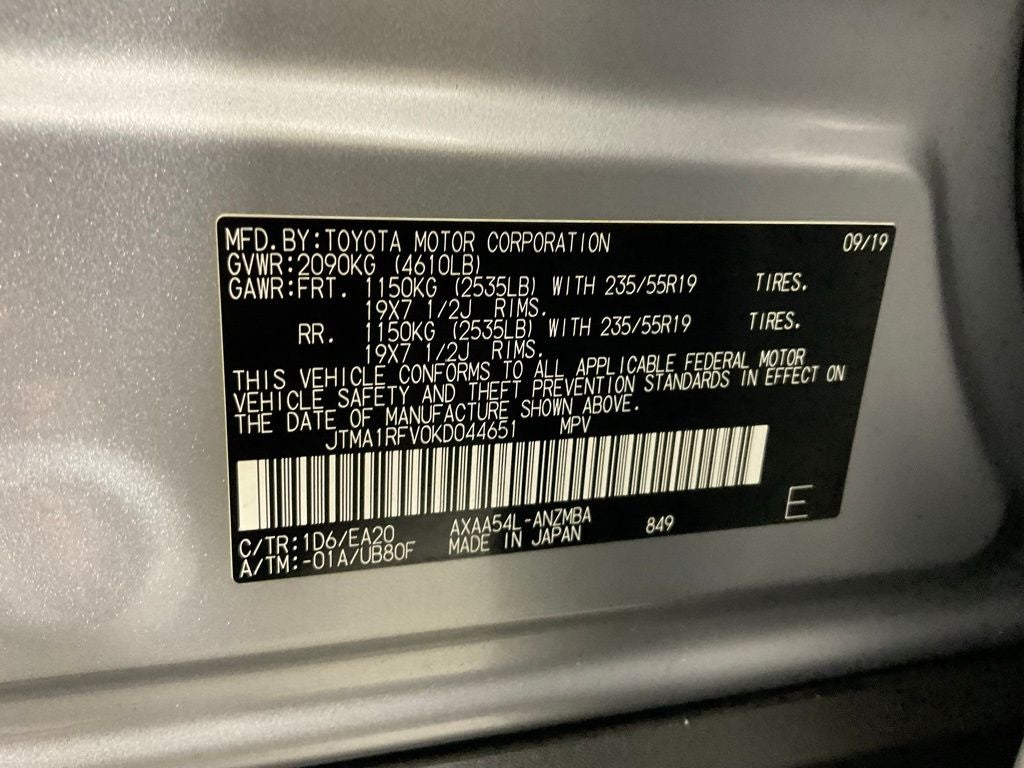 MFD.BY:TOYOTA MOTOR CORPORATION 09/19
GVWR:2090KG (4610LB)
GAWR:FRT. 1150KG (2535LB) WITH 235/55R19 TIRES.
19X7 1/2J RIMS.
RR. 1150KG (2535LB) WITH 235/55R19 TIRES.
19X7 1/2J RIMS.
THIS VEHICLE CONFORMS TO ALL APPLICABLE FEDERAL MOTOR
VEHICLE SAFETY AND THEFT PREVENTION STANDARDS IN EFFECT ON
THE DATE OF MANUFACTURE SHOWN ABOVE.
JTMA1RFV0KD044651 MPV
C/TR:1D6/EA20 AXAA54L-ANZMBA 849 E
A/TM:-01A/UB80F MADE IN JAPAN